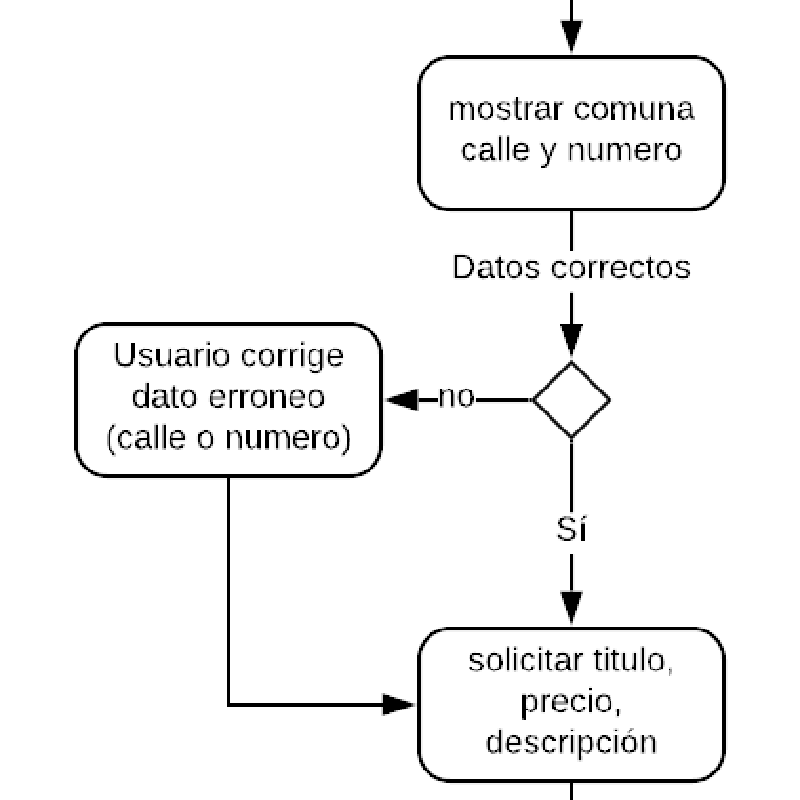 mostrar comuna
calle y numero
Datos correctos
Usuario corrige
dato erroneo
(calle o numero)
no
Sí
solicitar titulo,
precio,
descripción